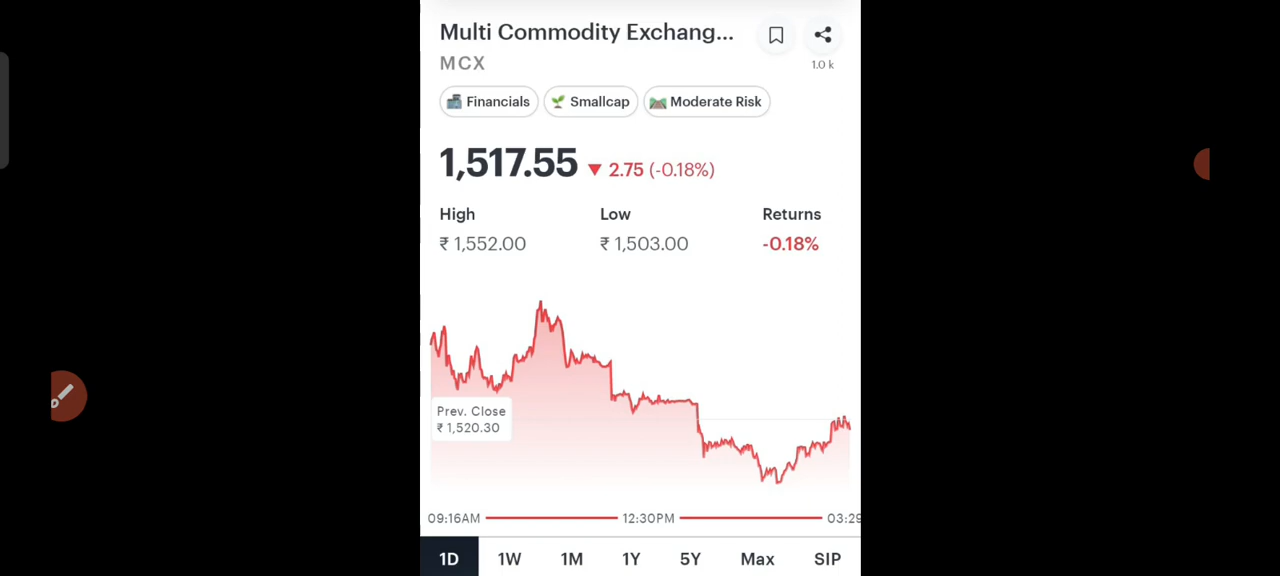 Multi Commodity Exchang...
MCX
1.0 k
Financials
Smallcap
Moderate Risk
1,517.55 ▼ 2.75 (-0.18%)
High Low Returns
₹ 1,552.00 ₹ 1,503.00 -0.18%
Prev. Close
₹ 1,520.30
09:16AM 12:30PM 03:29
1D 1W 1M 1Y 5Y Max SIP